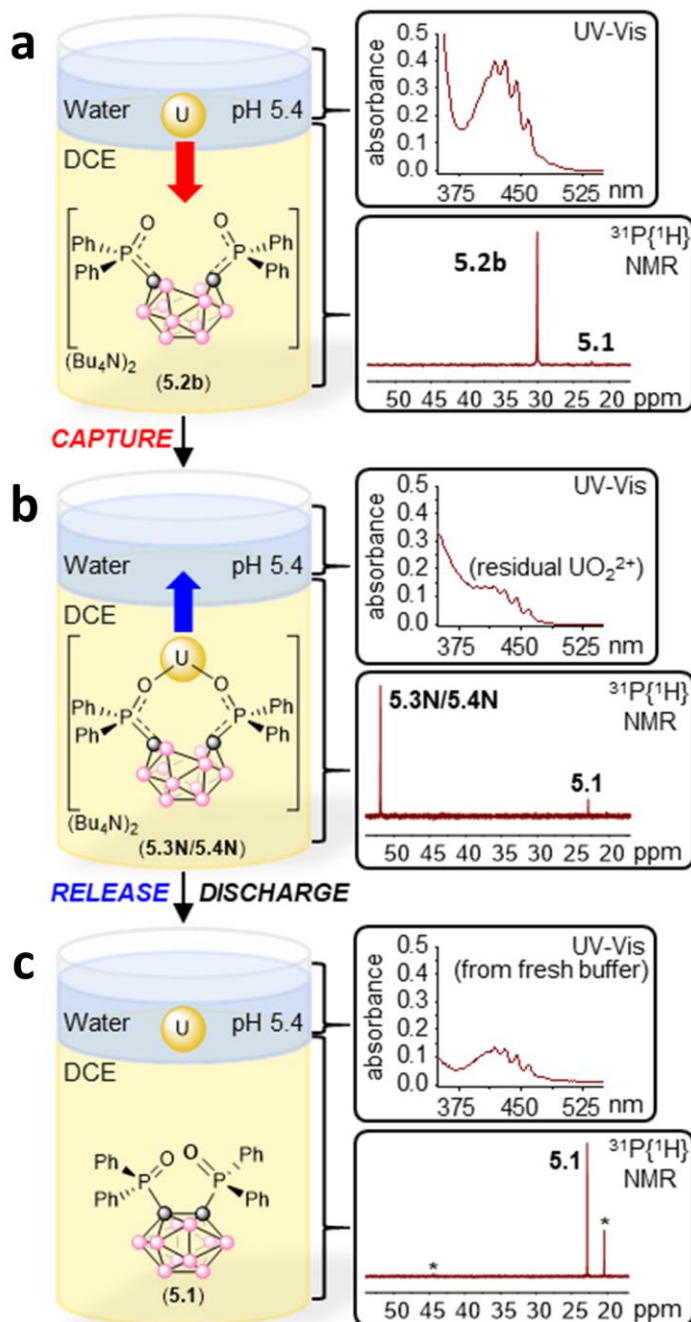 a
Water
U
pH 5.4
DCE
O
O
Ph
P
P
Ph
Ph
Ph
(Bu₄N)₂
(5.2b)
UV-Vis
absorbance
0.5
0.4
0.3
0.2
0.1
0.0
375 450 525 nm
³¹P{¹H}
NMR
5.2b
5.1
50 45 40 35 30 25 20 ppm
CAPTURE
b
Water
pH 5.4
DCE
U
O
O
Ph
P
P
Ph
Ph
Ph
(Bu₄N)₂
(5.3N/5.4N)
UV-Vis
(residual UO₂²⁺)
absorbance
0.5
0.4
0.3
0.2
0.1
0.0
375 450 525 nm
³¹P{¹H}
NMR
5.3N/5.4N
5.1
50 45 40 35 30 25 20 ppm
RELEASE DISCHARGE
c
Water
U
pH 5.4
DCE
Ph
O
O
Ph
Ph
P
P
Ph
(5.1)
UV-Vis
(from fresh buffer)
absorbance
0.5
0.4
0.3
0.2
0.1
0.0
375 450 525 nm
³¹P{¹H}
NMR
5.1
*
*
50 45 40 35 30 25 20 ppm